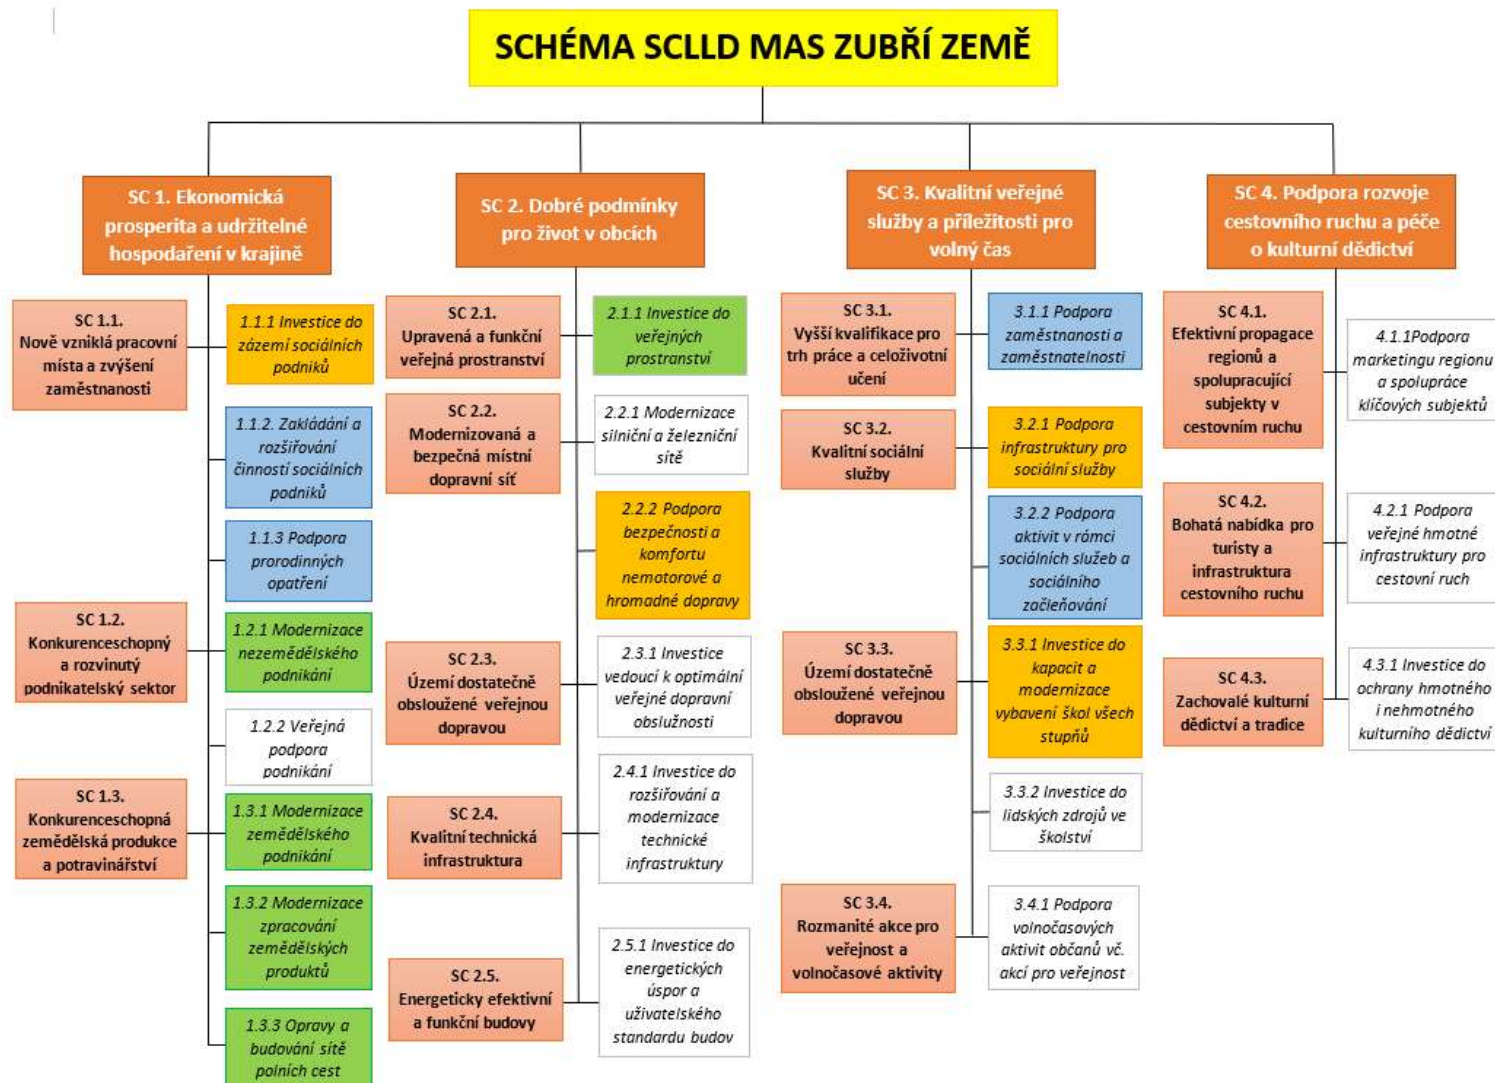 SCHÉMA SCLLD MAS ZUBŘÍ ZEMĚ
SC 1. Ekonomická
prosperita a udržitelné
hospodaření v krajině
SC 1.1.
Nově vzniklá pracovní
místa a zvýšení
zaměstnanosti
1.1.1 Investice do
zázemí sociálních
podniků
1.1.2. Zakládání a
rozšiřování
činností sociálních
podniků
1.1.3 Podpora
prorodinných
opatření
SC 1.2.
Konkurenceschopný
a rozvinutý
podnikatelský sektor
1.2.1 Modernizace
nezemědělského
podnikání
1.2.2 Veřejná
podpora
podnikání
SC 1.3.
Konkurenceschopná
zemědělská produkce
a potravinářství
1.3.1 Modernizace
zemědělského
podnikání
1.3.2 Modernizace
zpracování
zemědělských
produktů
1.3.3 Opravy a
budování sítě
polních cest
SC 2. Dobré podmínky
pro život v obcích
SC 2.1.
Upravená a funkční
veřejná prostranství
2.1.1 Investice do
veřejných
prostranství
SC 2.2.
Modernizovaná a
bezpečná místní
dopravní síť
2.2.1 Modernizace
silniční a železniční
sítě
2.2.2 Podpora
bezpečnosti a
komfortu
nemotorové a
hromadné dopravy
SC 2.3.
Území dostatečně
obsloužené veřejnou
dopravou
2.3.1 Investice
vedoucí k optimální
veřejné dopravní
obslužnosti
SC 2.4.
Kvalitní technická
infrastruktura
2.4.1 Investice do
rozšiřování a
modernizace
technické
infrastruktury
SC 2.5.
Energeticky efektivní
a funkční budovy
2.5.1 Investice do
energetických
úspor a
uživatelského
standardu budov
SC 3. Kvalitní veřejné
služby a příležitosti pro
volný čas
SC 3.1.
Vyšší kvalifikace pro
trh práce a celoživotní
učení
3.1.1 Podpora
zaměstnanosti a
zaměstnatelnosti
SC 3.2.
Kvalitní sociální
služby
3.2.1 Podpora
infrastruktury pro
sociální služby
3.2.2 Podpora
aktivit v rámci
sociálních služeb a
sociálního
začleňování
SC 3.3.
Území dostatečně
obsloužené veřejnou
dopravou
3.3.1 Investice do
kapacit a
modernizace
vybavení škol všech
stupňů
3.3.2 Investice do
lidských zdrojů ve
školství
SC 3.4.
Rozmanité akce pro
veřejnost a
volnočasové aktivity
3.4.1 Podpora
volnočasových
aktivit občanů vč.
akcí pro veřejnost
SC 4. Podpora rozvoje
cestovního ruchu a péče
o kulturní dědictví
SC 4.1.
Efektivní propagace
regionů a
spolupracující
subjekty v
cestovním ruchu
4.1.1Podpora
marketingu regionu
a spolupráce
klíčových subjektů
SC 4.2.
Bohatá nabídka pro
turisty a
infrastruktura
cestovního ruchu
4.2.1 Podpora
veřejné hmotné
infrastruktury pro
cestovní ruch
SC 4.3.
Zachovalé kulturní
dědictví a tradice
4.3.1 Investice do
ochrany hmotného
i nehmotného
kulturního dědictví